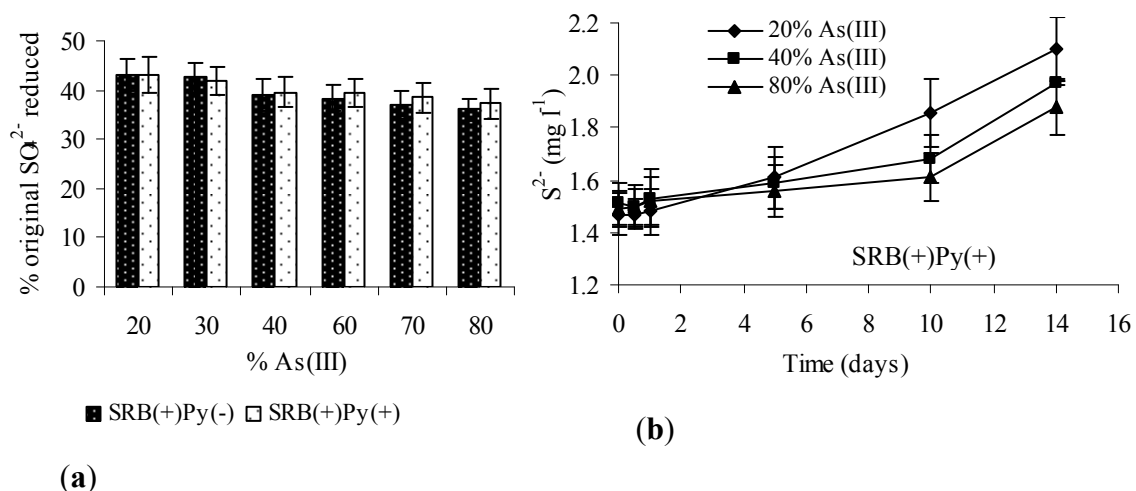 % original SO₄²⁻ reduced
50
40
30
20
10
0
20 30 40 60 70 80
% As(III)
SRB(+)Py(-) SRB(+)Py(+)
(a)
S²⁻ (mg l⁻¹)
2.2
2.0
1.8
1.6
1.4
1.2
20% As(III)
40% As(III)
80% As(III)
SRB(+)Py(+)
0 2 4 6 8 10 12 14 16
Time (days)
(b)